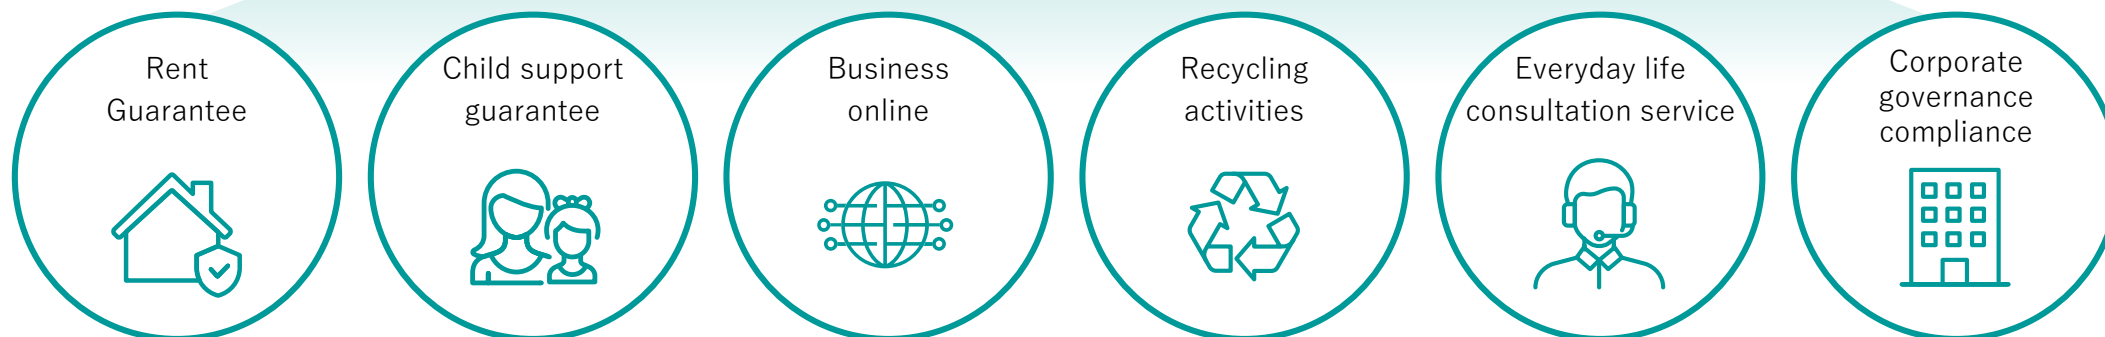 Rent
Guarantee
Child support
guarantee
Business
online
Recycling
activities
Everyday life
consultation service
Corporate
governance
compliance